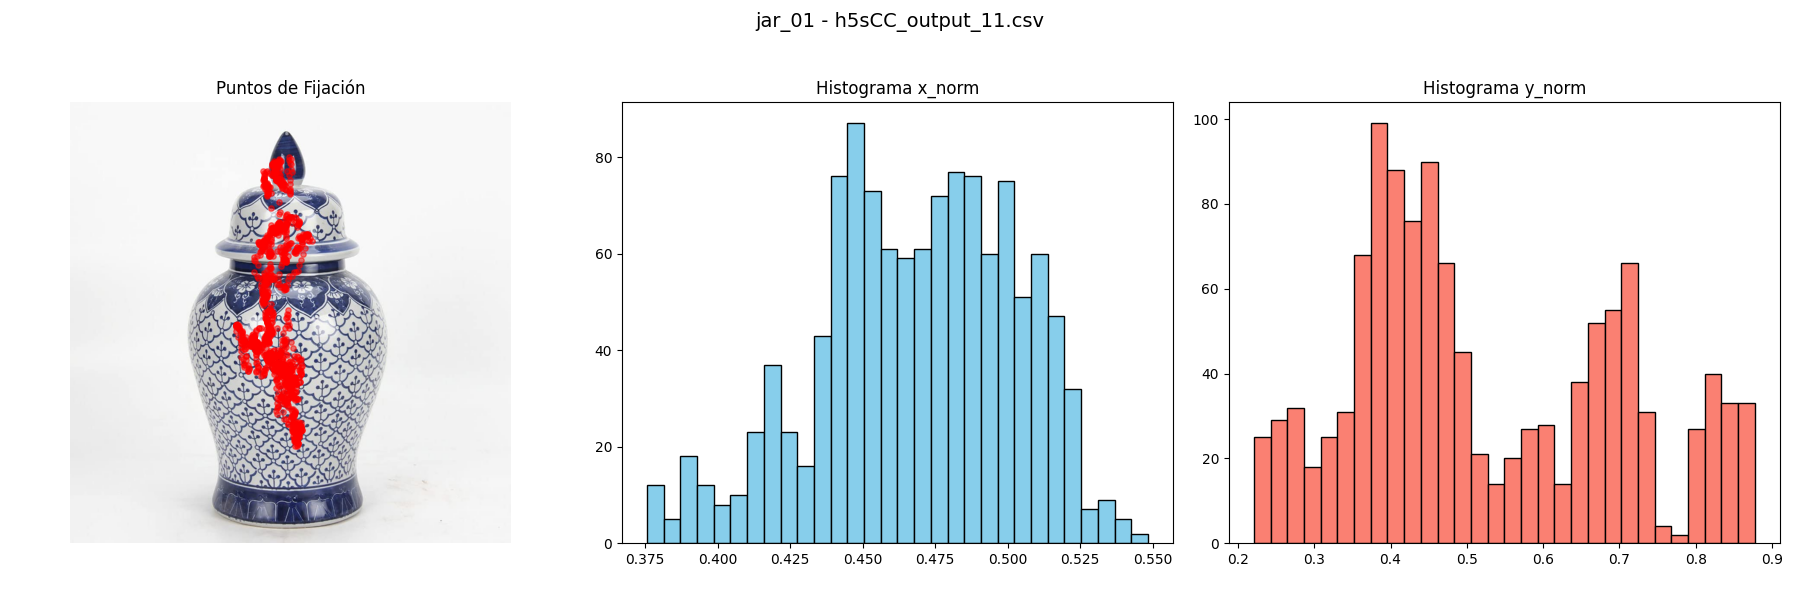 jar_01 - h5sCC_output_11.csv
Puntos de Fijación
Histograma x_norm
80
60
40
20
0
0.375 0.400 0.425 0.450 0.475 0.500 0.525 0.550
Histograma y_norm
100
80
60
40
20
0
0.2 0.3 0.4 0.5 0.6 0.7 0.8 0.9